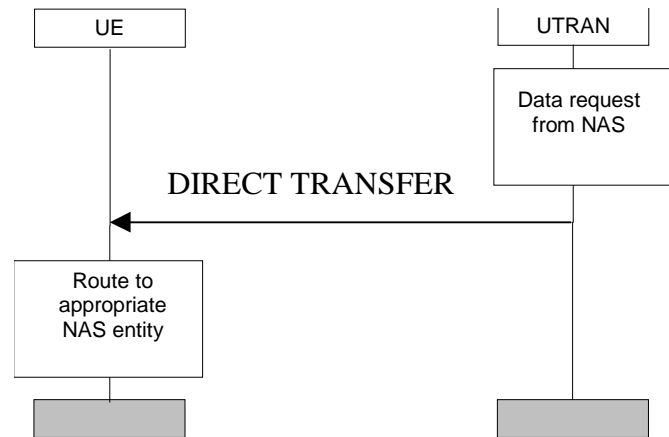 UE
UTRAN
Data request
from NAS
DIRECT TRANSFER
Route to
appropriate
NAS entity